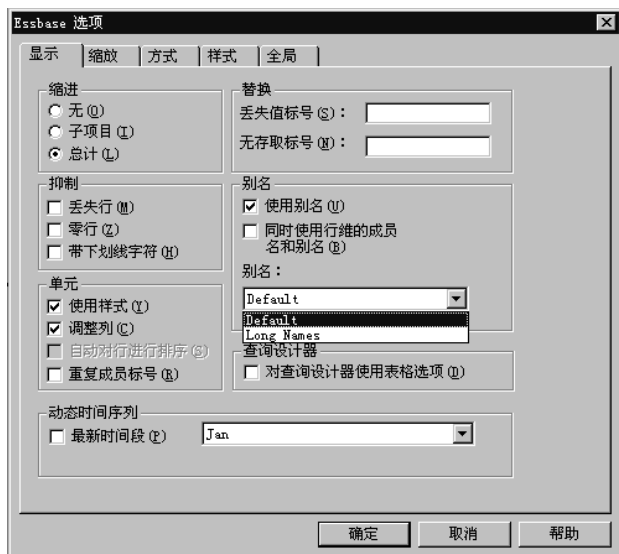 Essbase 选项
显示 缩放 方式 样式 全局
缩进
无(O)
子项目(I)
总计(L)
替换
丢失值标号(S)：
无存取标号(N)：
抑制
丢失行(M)
零行(Z)
带下划线字符(H)
别名
使用别名(U)
同时使用行维的成员
名和别名(B)
别名：
Default
Default
Long Names
单元
使用样式(Y)
调整列(C)
自动对行进行排序(S)
重复成员标号(R)
查询设计器
对查询设计器使用表格选项(D)
动态时间序列
最新时间段(P)
Jan
确定 取消 帮助